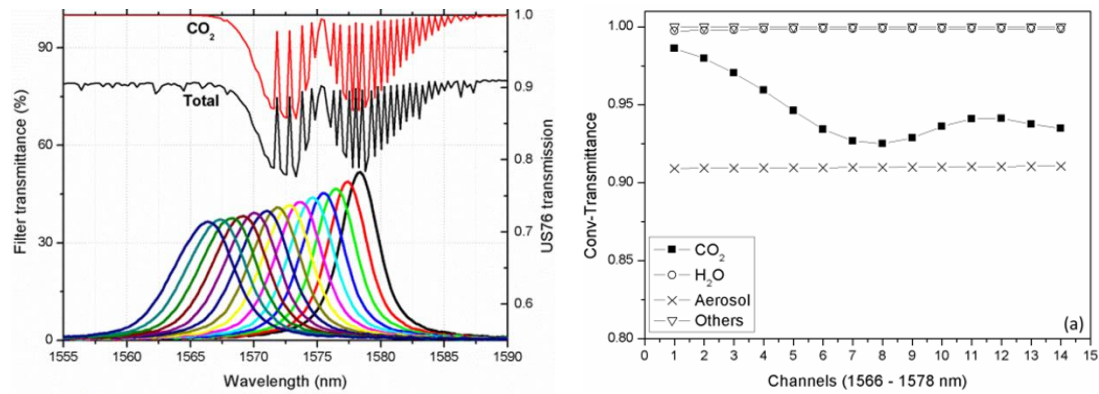 CO2
Total
Filter transmittance (%)
90
60
30
0
1.0
0.9
0.8
0.7
0.6
US76 transmission
1555 1560 1565 1570 1575 1580 1585 1590
Wavelength (nm)
Conv-Transmittance
1.00
0.95
0.90
0.85
0.80
CO2
H2O
Aerosol
Others
(a)
0 1 2 3 4 5 6 7 8 9 10 11 12 13 14 15
Channels (1566 - 1578 nm)